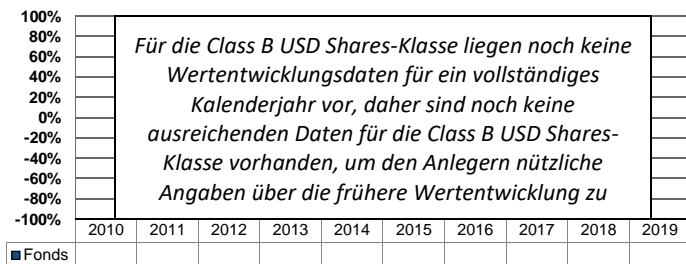 100%
80%
60%
40%
20%
0%
-20%
-40%
-60%
-80%
-100%
Für die Class B USD Shares-Klasse liegen noch keine
Wertentwicklungsdaten für ein vollständiges
Kalenderjahr vor, daher sind noch keine
ausreichenden Daten für die Class B USD Shares-
Klasse vorhanden, um den Anlegern nützliche
Angaben über die frühere Wertentwicklung zu
2010 2011 2012 2013 2014 2015 2016 2017 2018 2019
Fonds